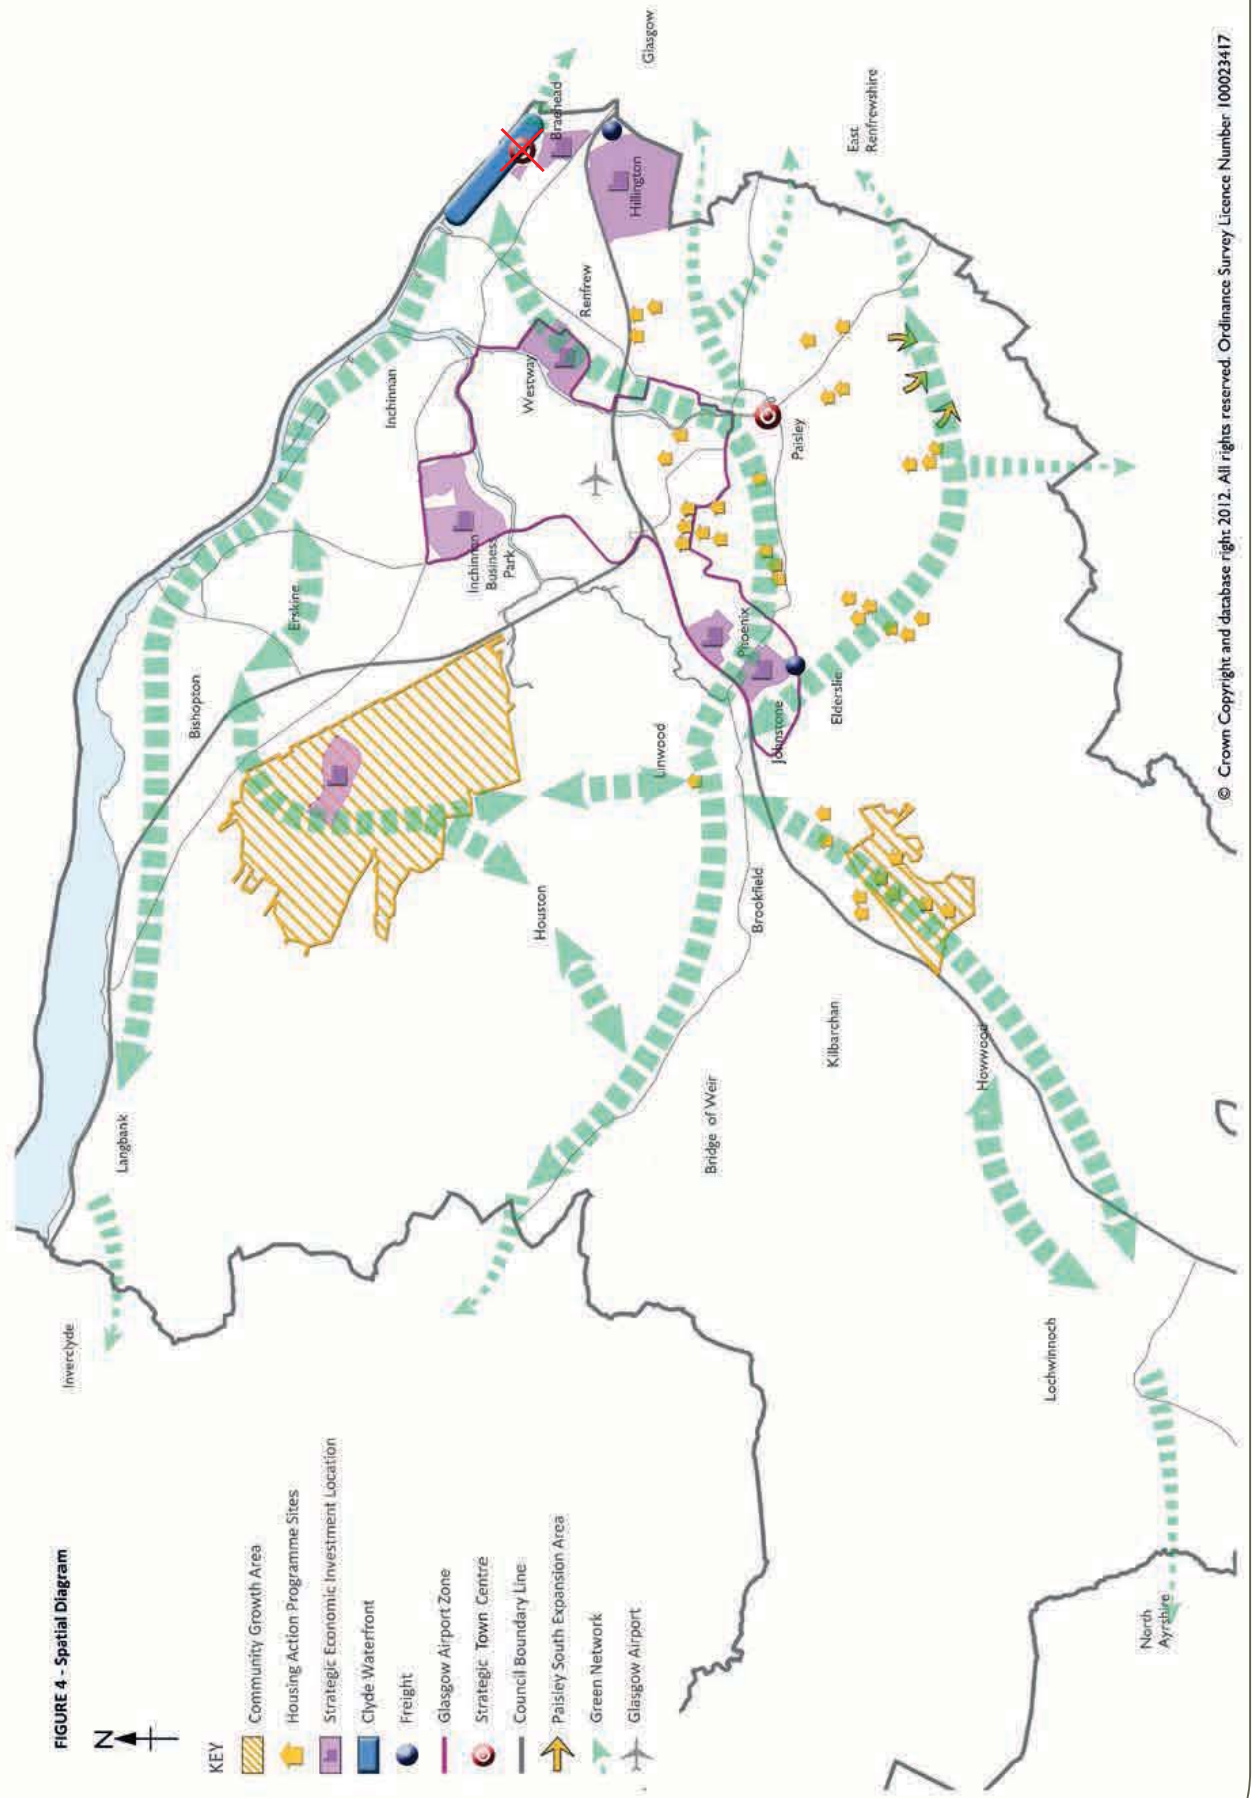 FIGURE 4 - Spatial Diagram
N
KEY
Community Growth Area
Housing Action Programme Sites
Strategic Economic Investment Location
Clyde Waterfront
Freight
Glasgow Airport Zone
Strategic Town Centre
Council Boundary Line
Paisley South Expansion Area
Green Network
Glasgow Airport
Inverclyde
Langbank
Bishopton
Erskine
Inchinnan
Inchinnan
Business
Park
Westway
Renfrew
Braehead
Hillington
Glasgow
East
Renfrewshire
Paisley
Phoenix
Linwood
Johnstone
Elderslie
Houston
Brookfield
Bridge of Weir
Kilbarchan
Howwood
Lochwinnoch
North
Ayrshire
© Crown Copyright and database right 2012. All rights reserved. Ordinance Survey Licence Number 100023417